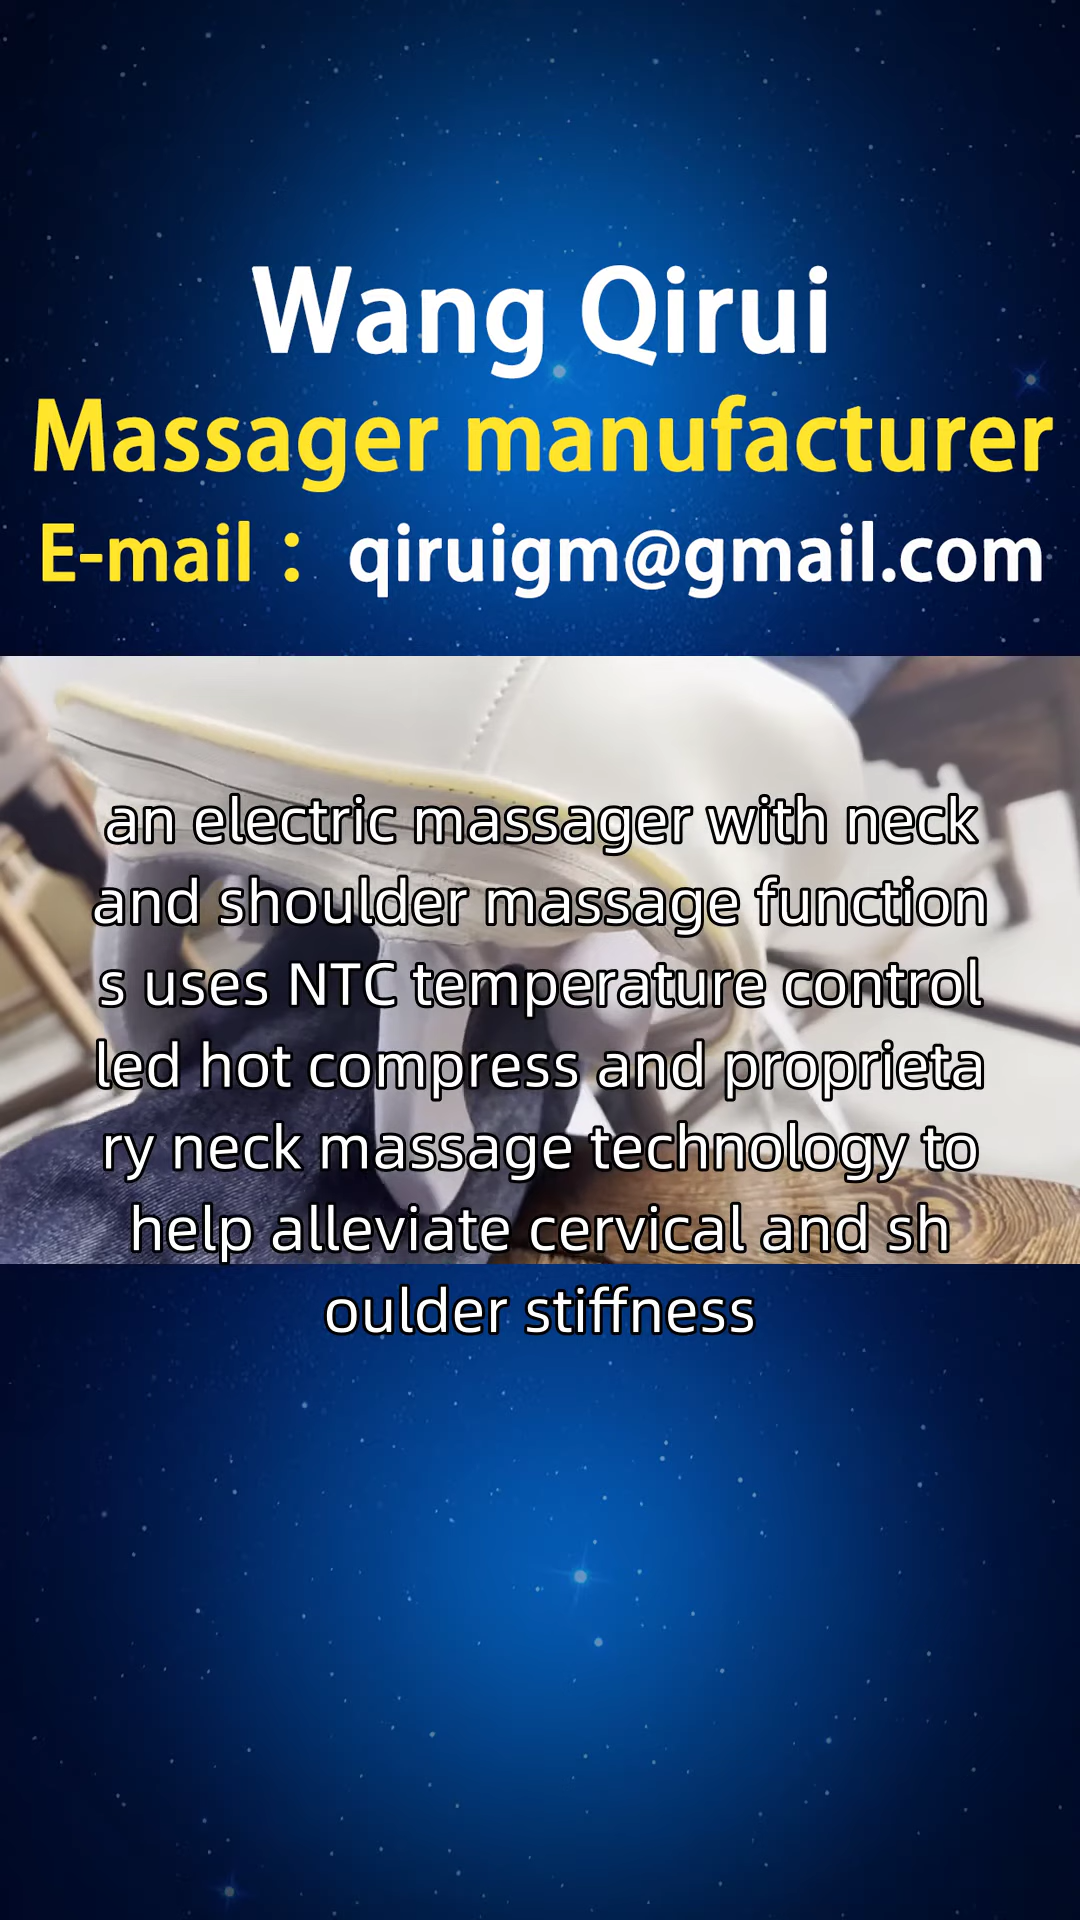 Wang Qirui
Massager manufacturer
E-mail： qiruigm@gmail.com
an electric massager with neck
and shoulder massage function
s uses NTC temperature control
led hot compress and proprieta
ry neck massage technology to
help alleviate cervical and sh
oulder stiffness